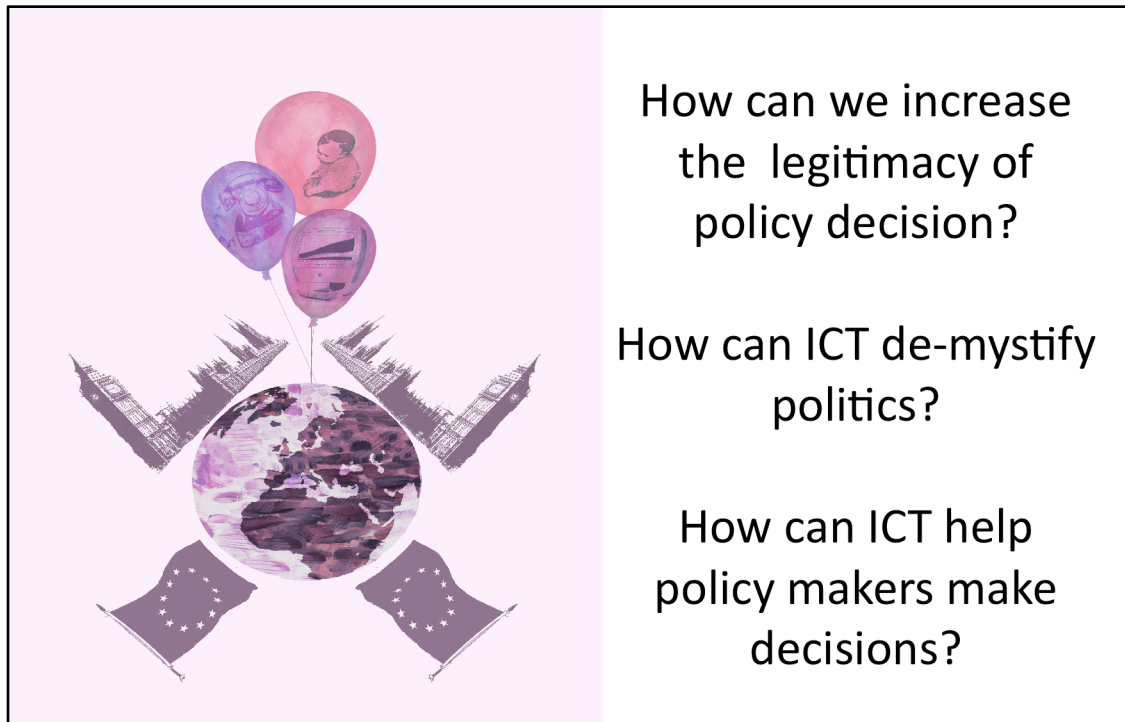 How can we increase
the  legitimacy of
policy decision?
How can ICT de-mystify
politics?
How can ICT help
policy makers make
decisions?